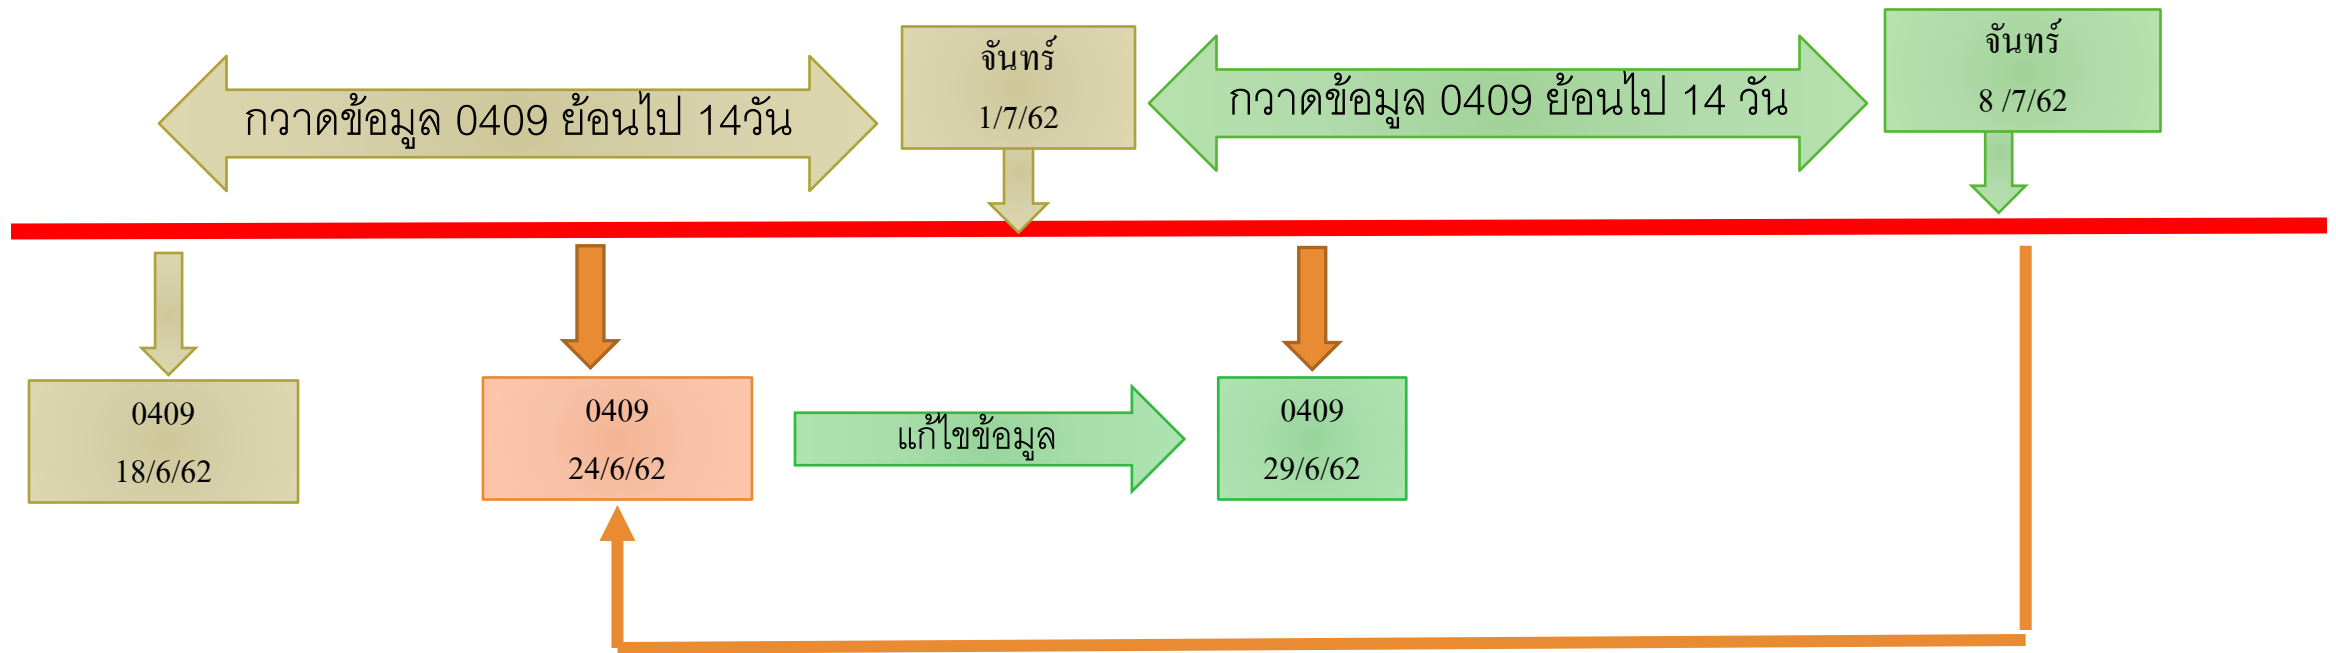 กวาดข้อมูล 0409 ย้อนไป 14วัน
จันทร์
1/7/62
กวาดข้อมูล 0409 ย้อนไป 14 วัน
จันทร์
8 /7/62
0409
18/6/62
0409
24/6/62
แก้ไขข้อมูล
0409
29/6/62